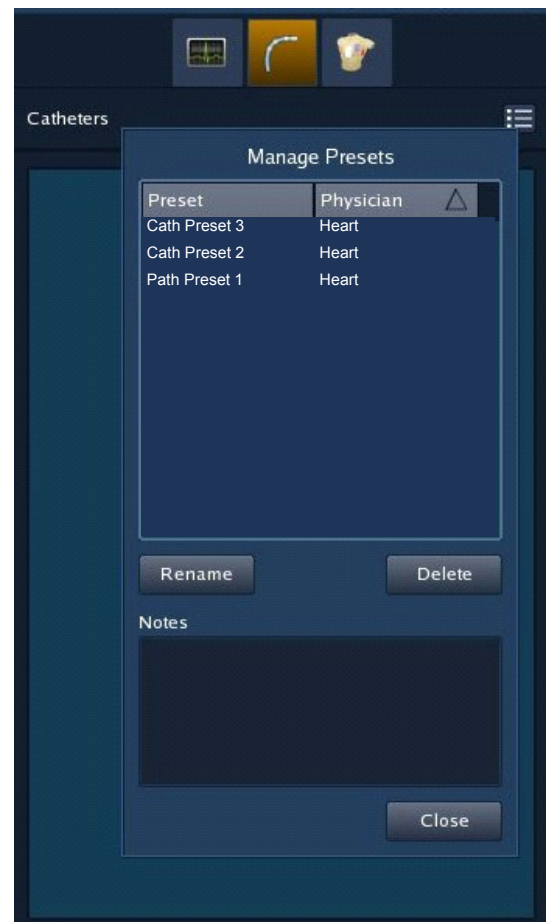 Catheters
Manage Presets
Preset Physician
Cath Preset 3 Heart
Cath Preset 2 Heart
Path Preset 1 Heart
Rename Delete
Notes
Close